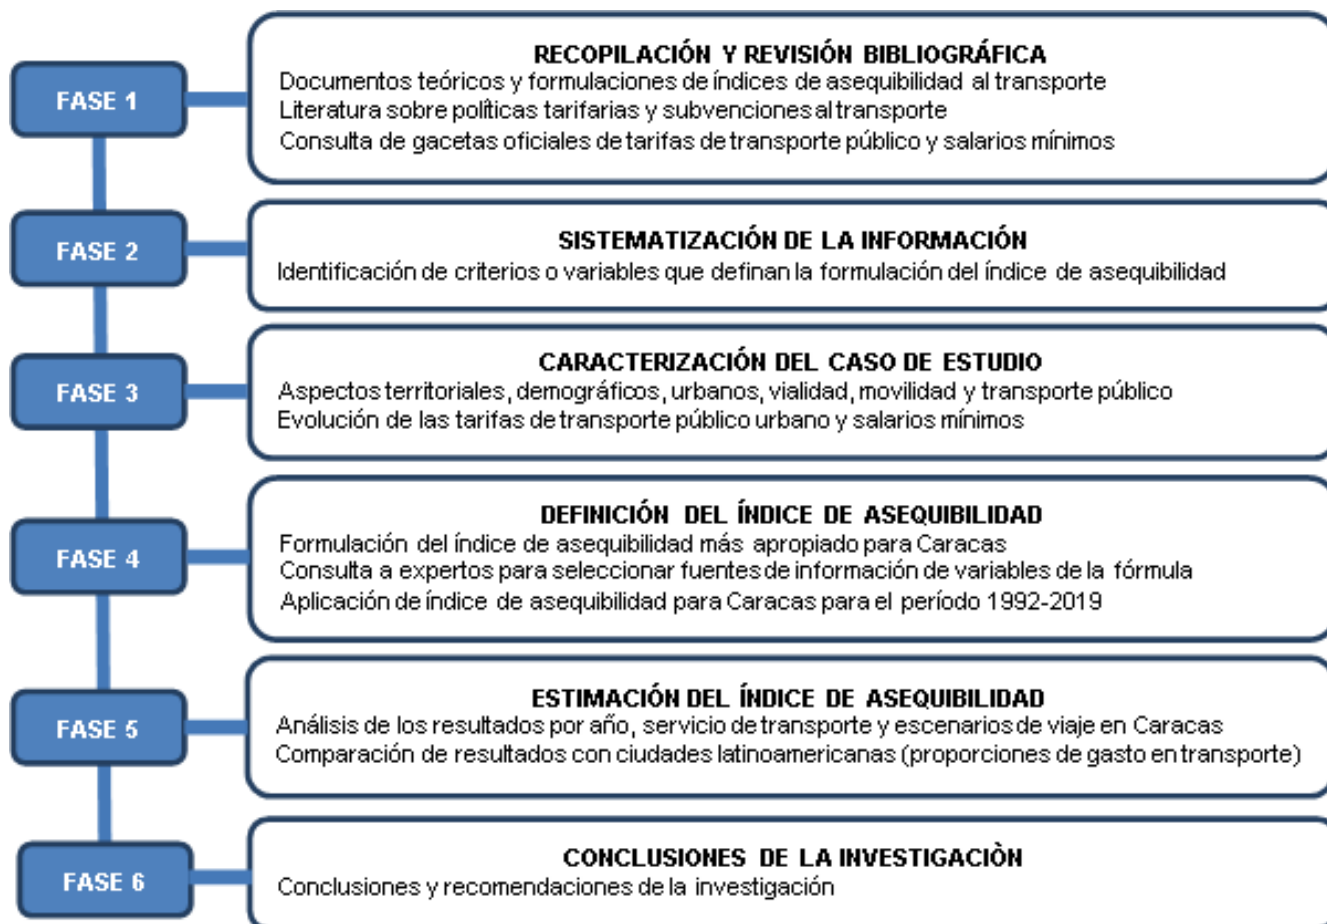 FASE 1
RECOPILACIÓN Y REVISIÓN BIBLIOGRÁFICA
Documentos teóricos y formulaciones de índices de asequibilidad al transporte
Literatura sobre políticas tarifarias y subvenciones al transporte
Consulta de gacetas oficiales de tarifas de transporte público y salarios mínimos
FASE 2
SISTEMATIZACIÓN DE LA INFORMACIÓN
Identificación de criterios o variables que definan la formulación del índice de asequibilidad
FASE 3
CARACTERIZACIÓN DEL CASO DE ESTUDIO
Aspectos territoriales, demográficos, urbanos, vialidad, movilidad y transporte público
Evolución de las tarifas de transporte público urbano y salarios mínimos
FASE 4
DEFINICIÓN DEL ÍNDICE DE ASEQUIBILIDAD
Formulación del índice de asequibilidad más apropiado para Caracas
Consulta a expertos para seleccionar fuentes de información de variables de la fórmula
Aplicación de índice de asequibilidad para Caracas para el período 1992-2019
FASE 5
ESTIMACIÓN DEL ÍNDICE DE ASEQUIBILIDAD
Análisis de los resultados por año, servicio de transporte y escenarios de viaje en Caracas
Comparación de resultados con ciudades latinoamericanas (proporciones de gasto en transporte)
FASE 6
CONCLUSIONES DE LA INVESTIGACIÒN
Conclusiones y recomendaciones de la investigación